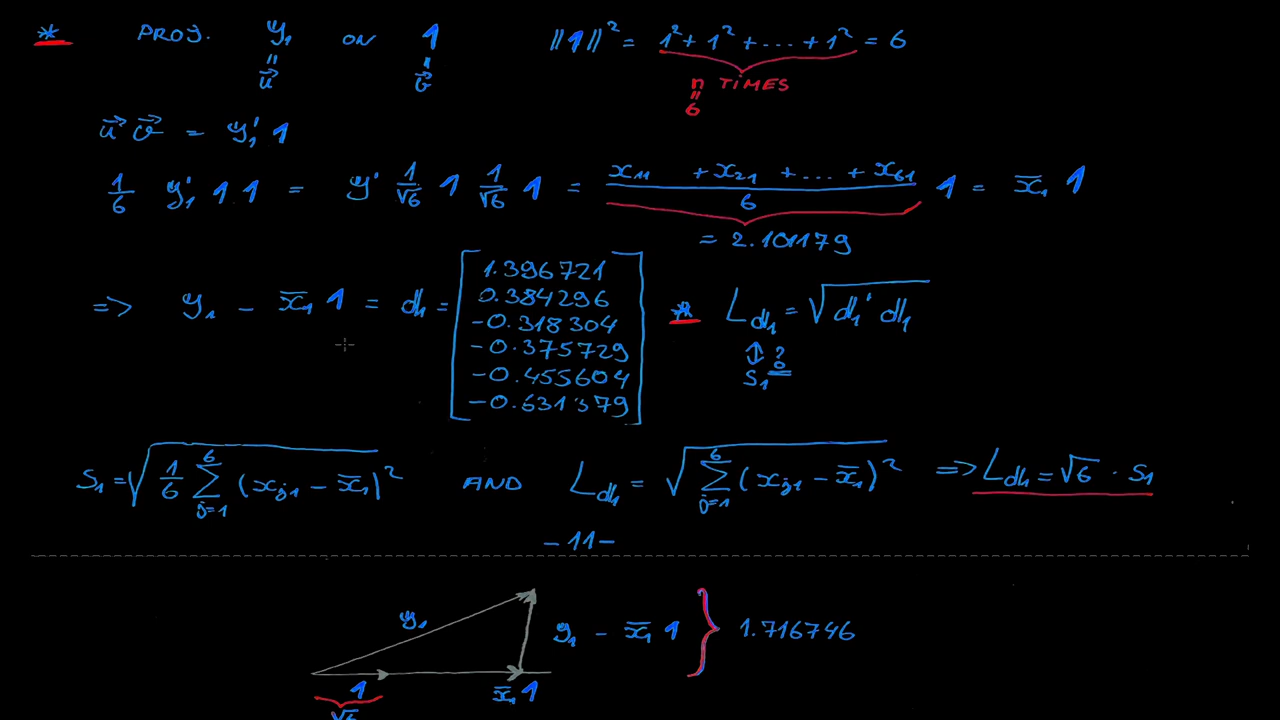 * PROJ. y₁ ON 1 ‖1‖² = 1² + 1² + ... + 1² = 6
= u⃗ = v⃗ n TIMES
= 6
u⃗ v⃗ = y₁' 1
1/6 y₁' 1 1 = y' 1/√6 1 1/√6 1 = (x₁₁ + x₂₁ + ... + x₆₁)/6 1 = x̄₁ 1
= 2.101179
=> y₁ - x̄₁ 1 = d₁ = [1.396721
0.384296
-0.318304
-0.375729
-0.455604
-0.631379] * L_d₁ = √(d₁' d₁)
↕ ?
S₁
S₁ = √(1/6 Σ_{j=1}^{6} (x_{j1} - x̄₁)²) AND L_d₁ = √(Σ_{j=1}^{6} (x_{j1} - x̄₁)²) => L_d₁ = √6 · S₁
- 11 -
y₁ y₁ - x̄₁ 1 } 1.716746
1 x̄₁ 1
√6